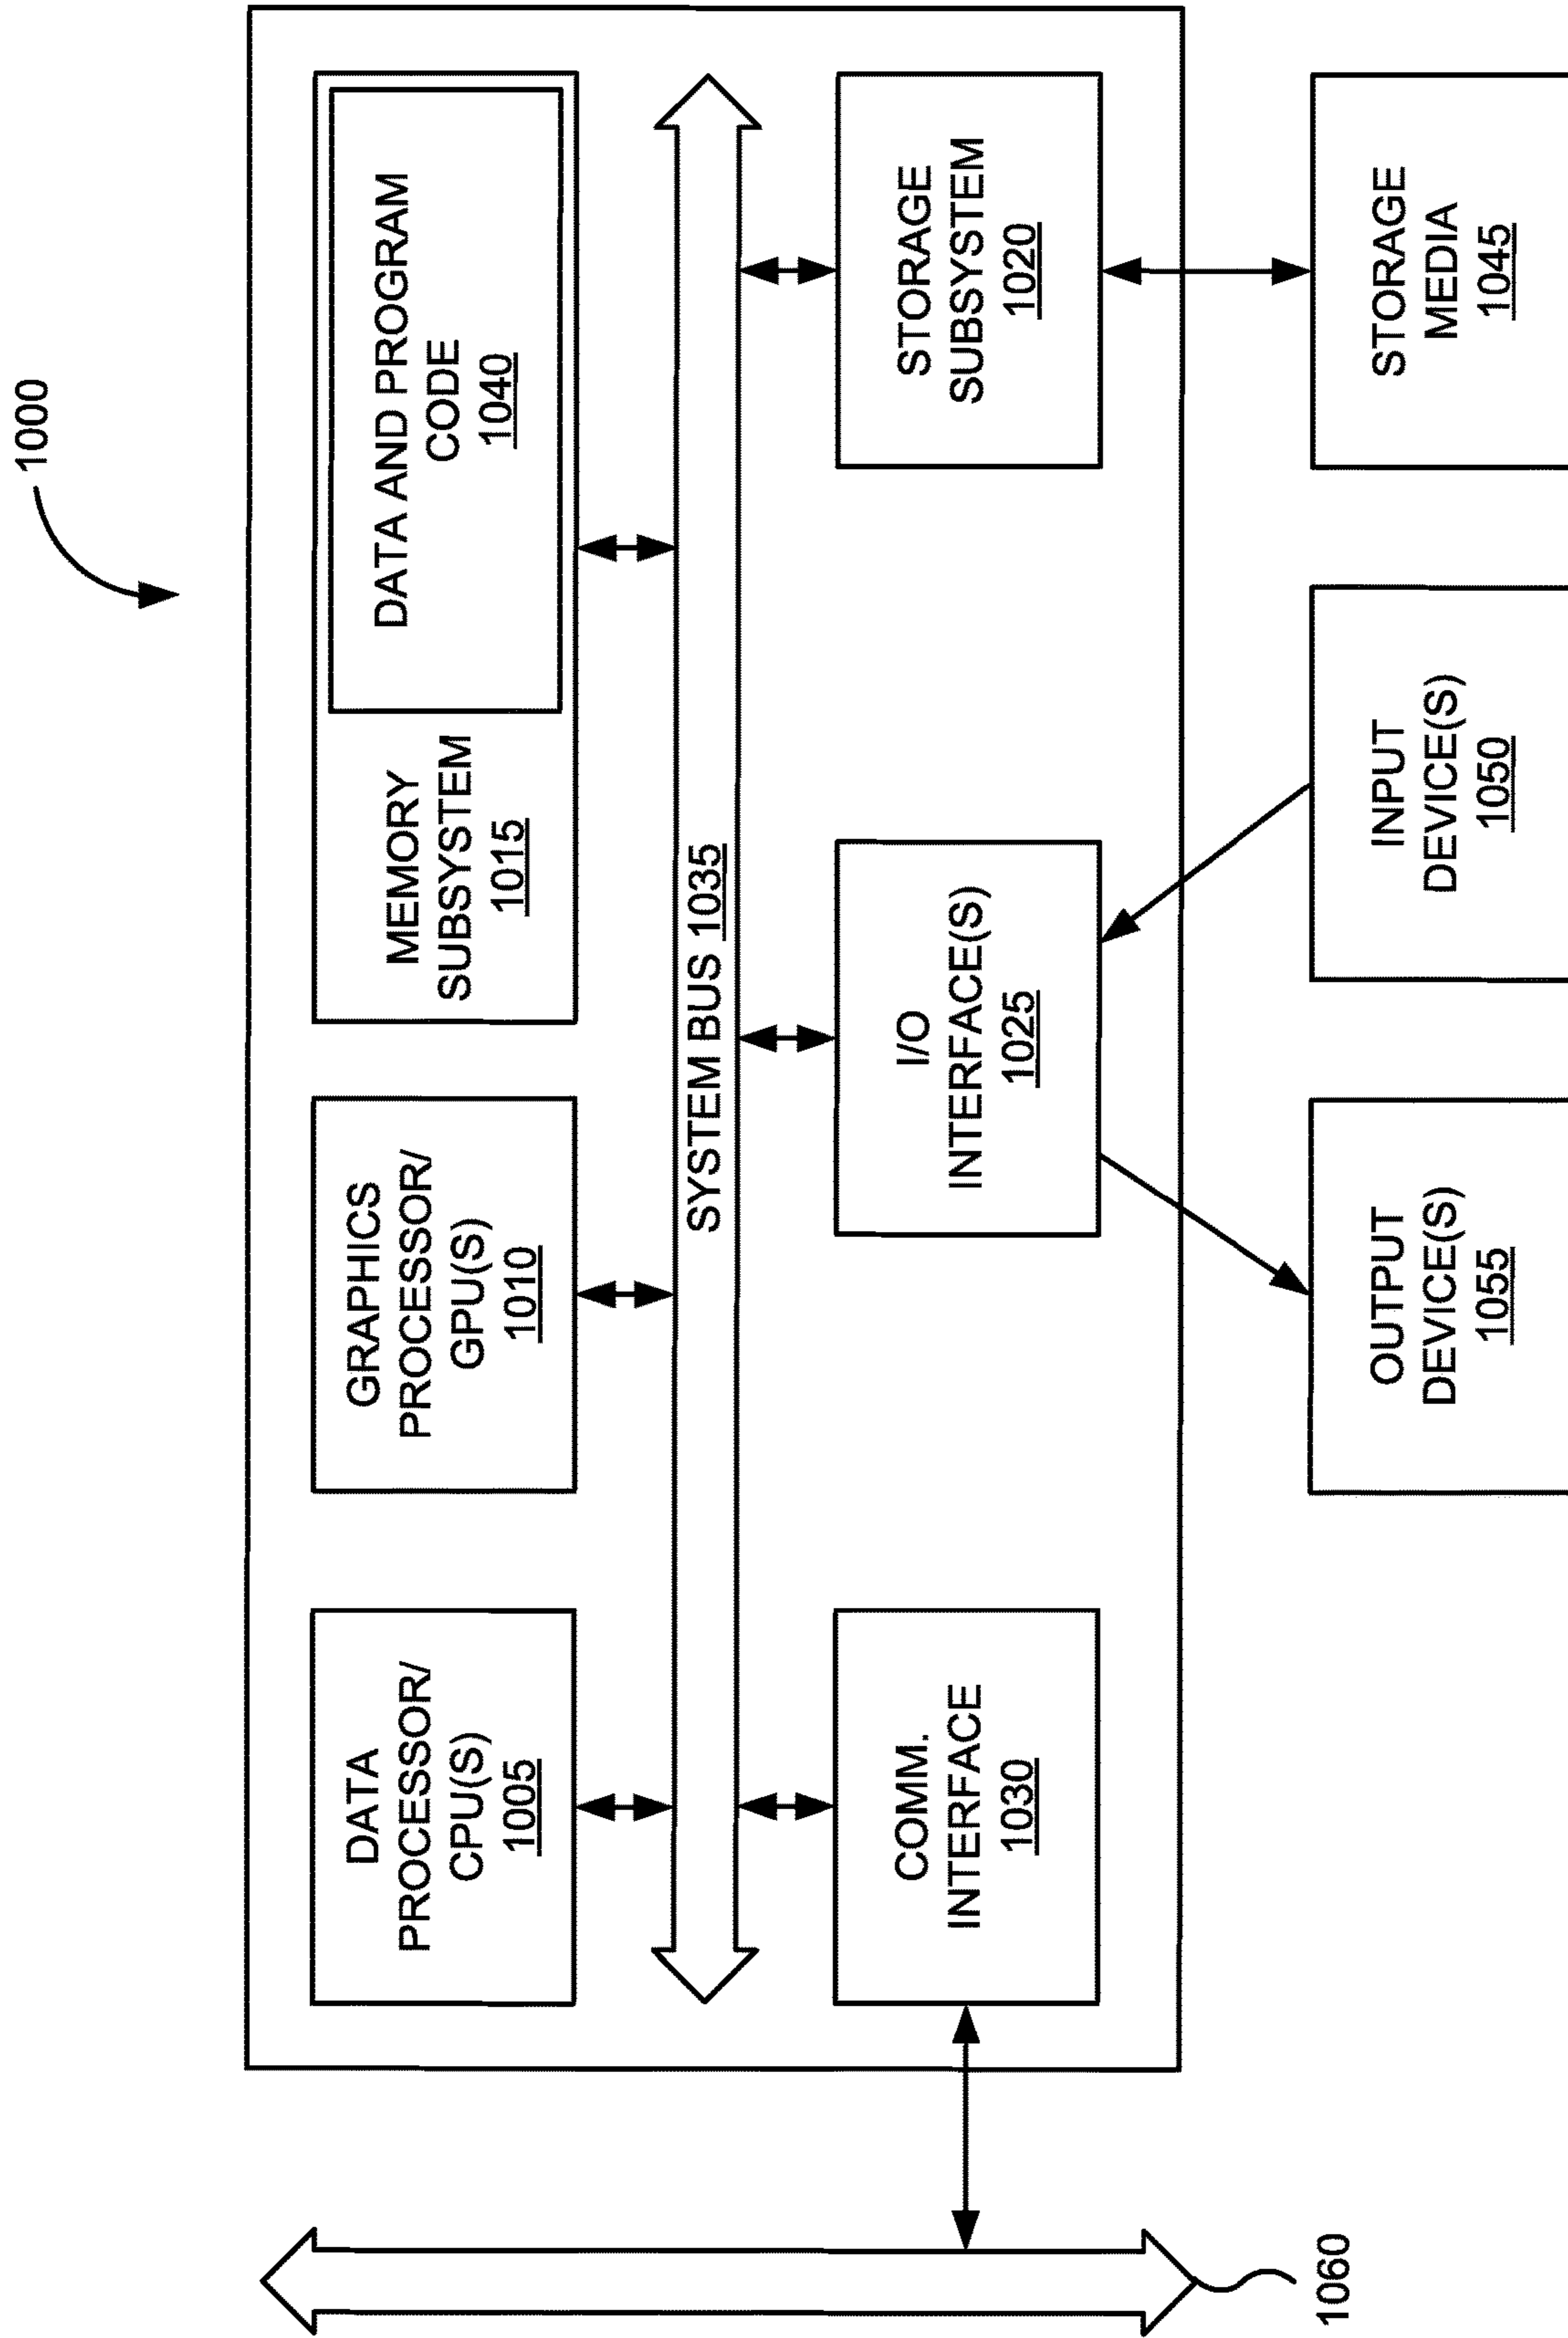 1000
DATA
PROCESSOR/
CPU(S)
1005
GRAPHICS
PROCESSOR/
GPU(S)
1010
MEMORY
SUBSYSTEM
1015
DATA AND PROGRAM
CODE
1040
SYSTEM BUS 1035
COMM.
INTERFACE
1030
I/O
INTERFACE(S)
1025
STORAGE
SUBSYSTEM
1020
1060
OUTPUT
DEVICE(S)
1055
INPUT
DEVICE(S)
1050
STORAGE
MEDIA
1045